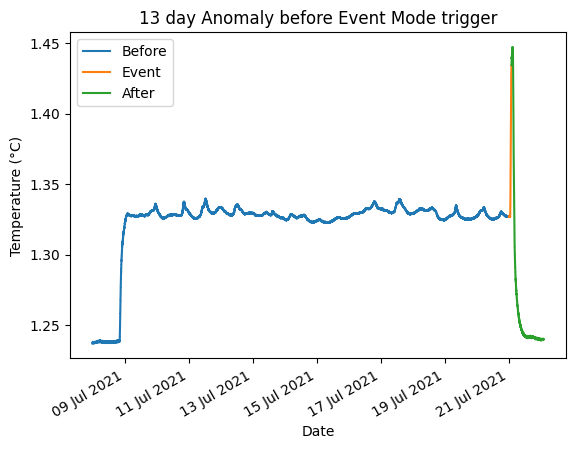 13 day Anomaly before Event Mode trigger
Before
Event
After
1.45
1.40
1.35
1.30
1.25
Temperature (°C)
09 Jul 2021
11 Jul 2021
13 Jul 2021
15 Jul 2021
17 Jul 2021
19 Jul 2021
21 Jul 2021
Date